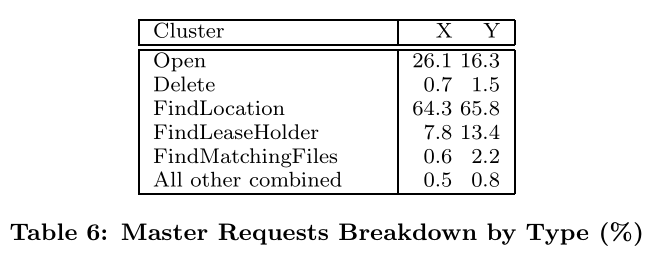 Cluster X Y
Open 26.1 16.3
Delete 0.7 1.5
FindLocation 64.3 65.8
FindLeaseHolder 7.8 13.4
FindMatchingFiles 0.6 2.2
All other combined 0.5 0.8
Table 6: Master Requests Breakdown by Type (%)